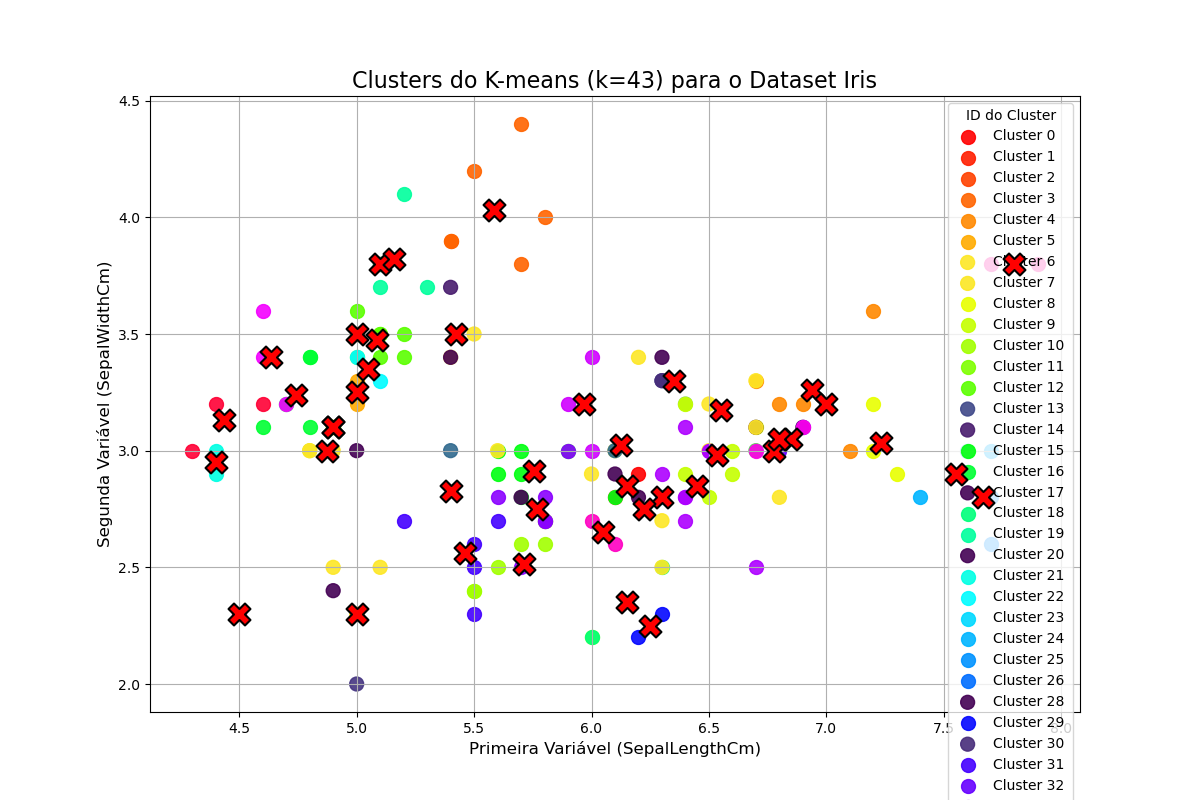 Clusters do K-means (k=43) para o Dataset Iris
4.5
4.0
3.5
3.0
2.5
2.0
Segunda Variável (SepalWidthCm)
4.5
5.0
5.5
6.0
6.5
7.0
7.5
8.0
Primeira Variável (SepalLengthCm)
ID do Cluster
Cluster 0
Cluster 1
Cluster 2
Cluster 3
Cluster 4
Cluster 5
Cluster 6
Cluster 7
Cluster 8
Cluster 9
Cluster 10
Cluster 11
Cluster 12
Cluster 13
Cluster 14
Cluster 15
Cluster 16
Cluster 17
Cluster 18
Cluster 19
Cluster 20
Cluster 21
Cluster 22
Cluster 23
Cluster 24
Cluster 25
Cluster 26
Cluster 28
Cluster 29
Cluster 30
Cluster 31
Cluster 32